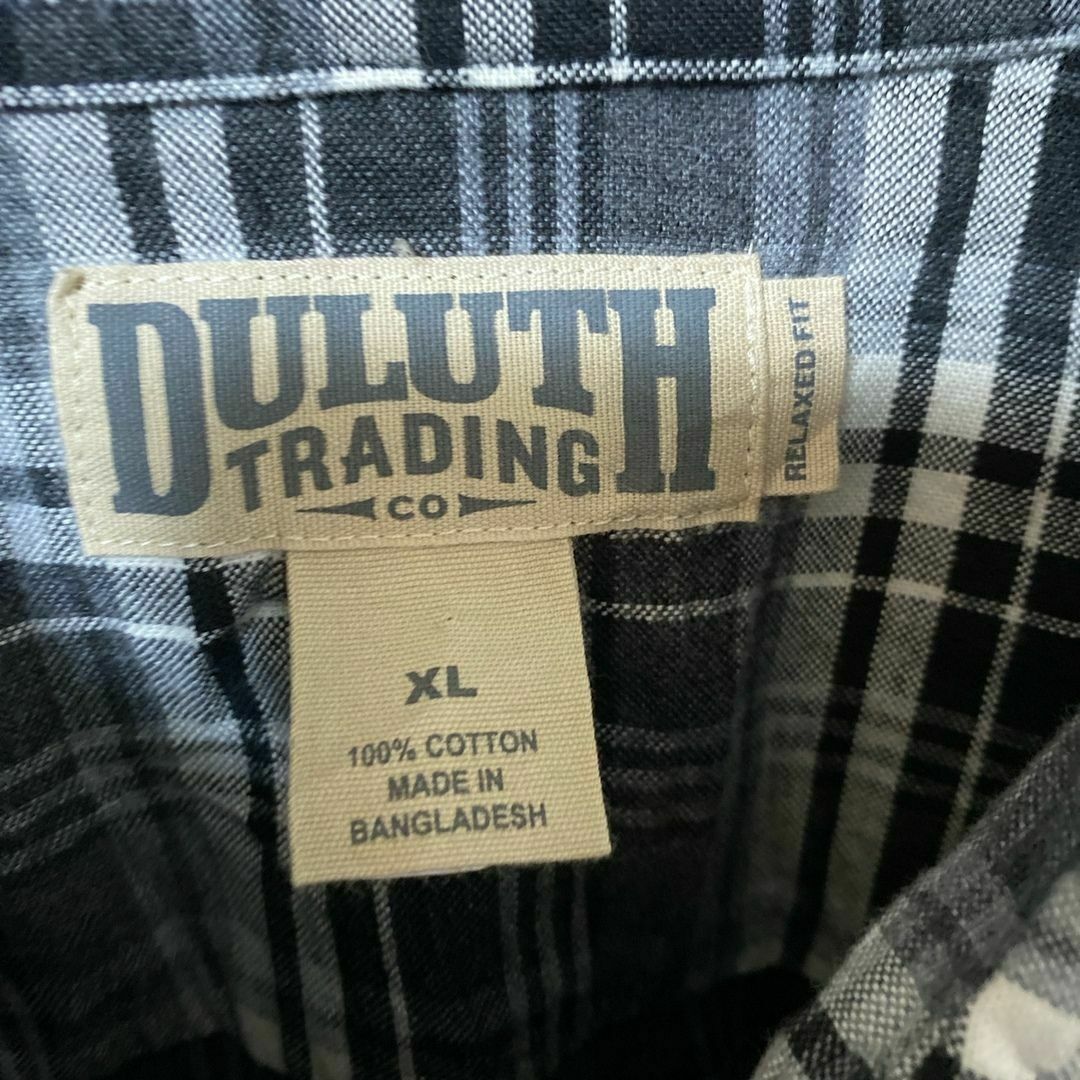 DULUTH
TRADING
CO
RELAXED FIT
XL
100% COTTON
MADE IN
BANGLADESH